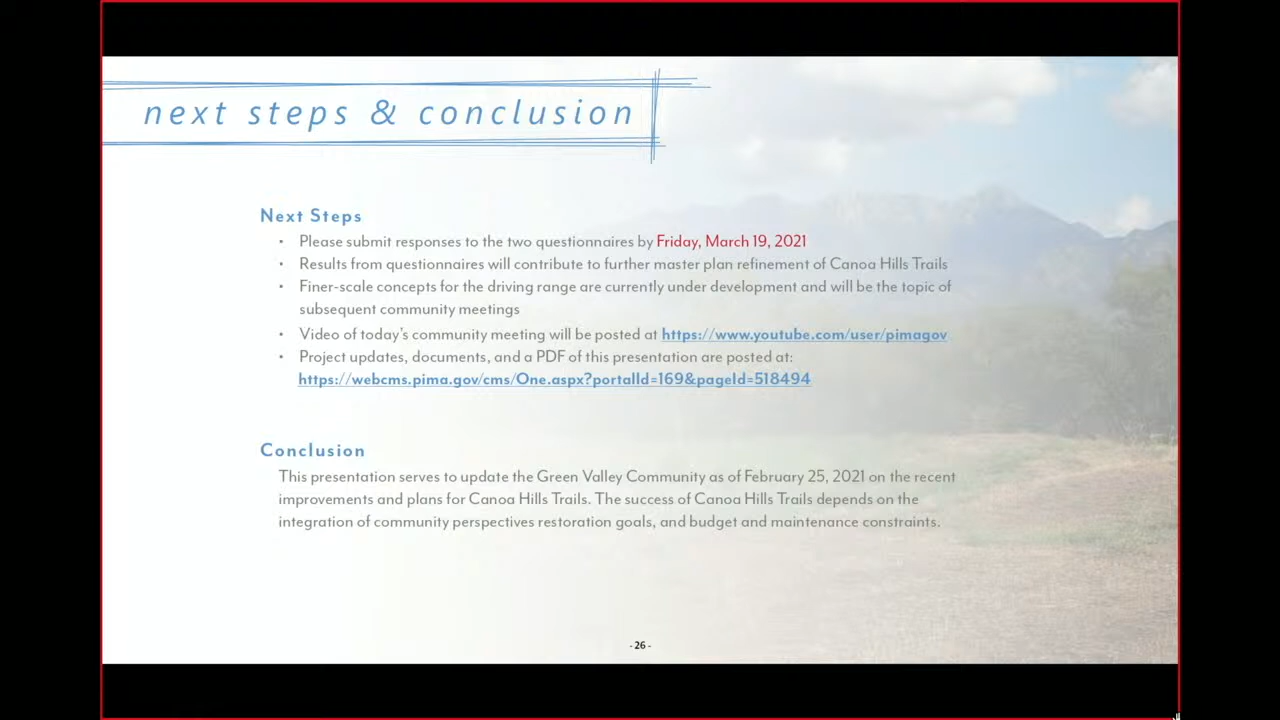 next steps & conclusion
Next Steps
• Please submit responses to the two questionnaires by Friday, March 19, 2021
• Results from questionnaires will contribute to further master plan refinement of Canoa Hills Trails
• Finer-scale concepts for the driving range are currently under development and will be the topic of
subsequent community meetings
• Video of today's community meeting will be posted at https://www.youtube.com/user/pimagov
• Project updates, documents, and a PDF of this presentation are posted at:
https://webcms.pima.gov/cms/One.aspx?portalId=169&pageId=518494
Conclusion
This presentation serves to update the Green Valley Community as of February 25, 2021 on the recent
improvements and plans for Canoa Hills Trails. The success of Canoa Hills Trails depends on the
integration of community perspectives restoration goals, and budget and maintenance constraints.
- 26 -